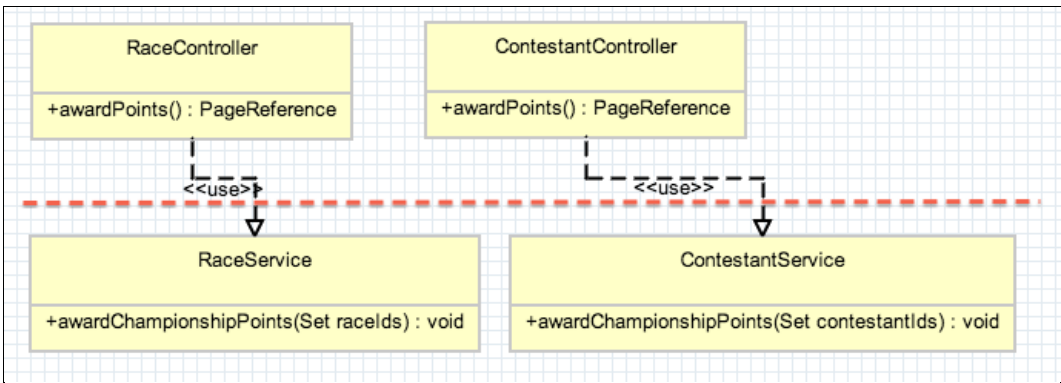 RaceController
+awardPoints() : PageReference
ContestantController
+awardPoints() : PageReference
<<use>>
<<use>>
RaceService
+awardChampionshipPoints(Set raceIds) : void
ContestantService
+awardChampionshipPoints(Set contestantIds) : void